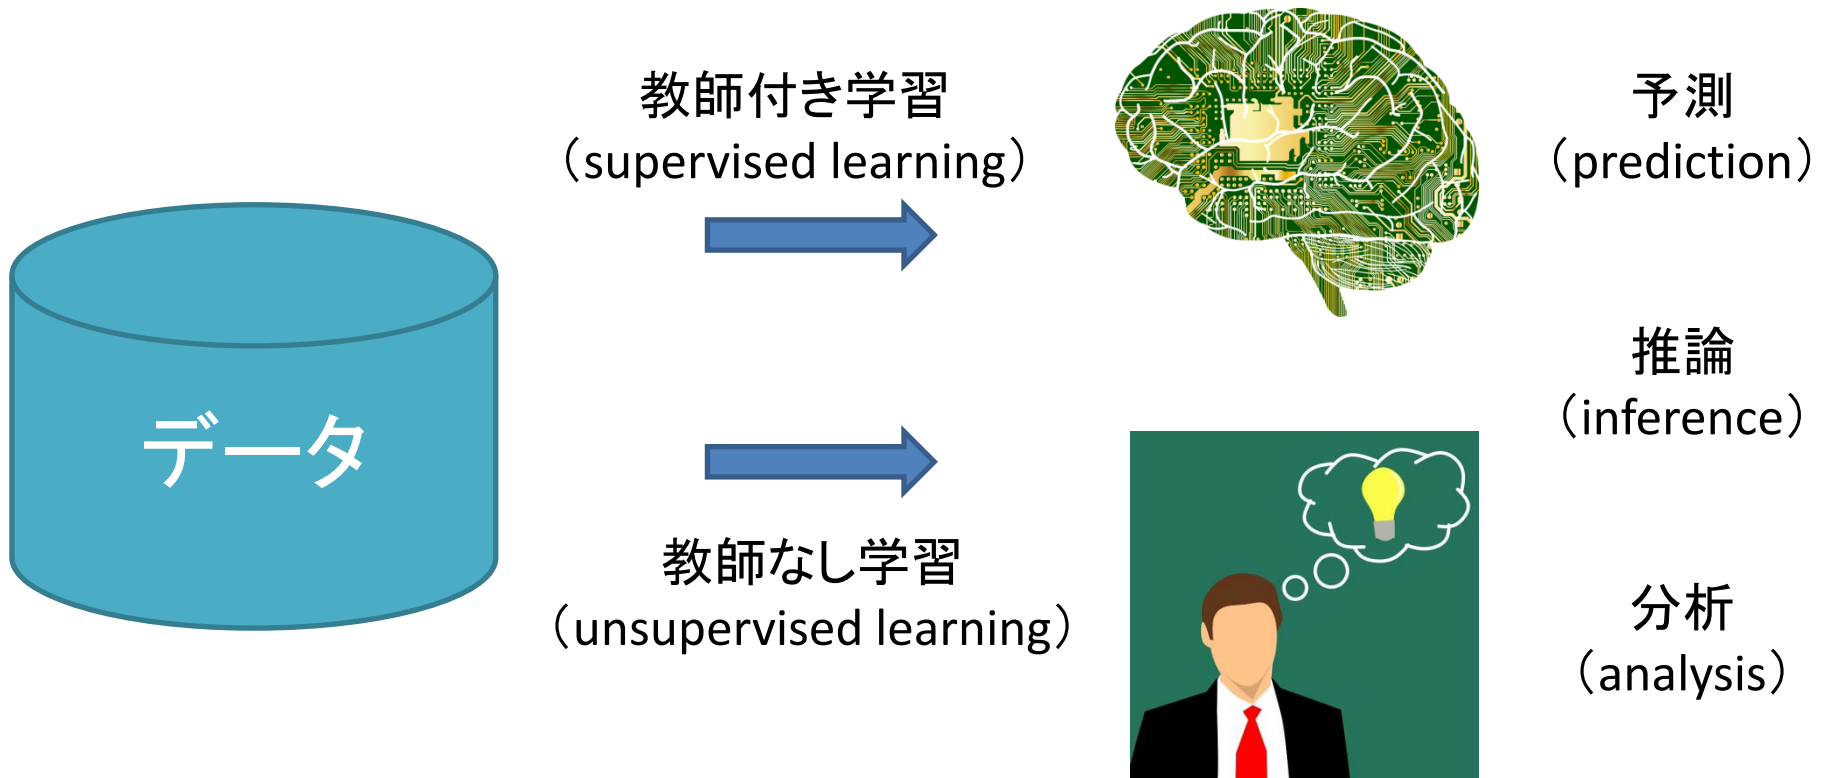 データ
教師付き学習
（supervised learning）
教師なし学習
（unsupervised learning）
予測
（prediction）
推論
（inference）
分析
（analysis）